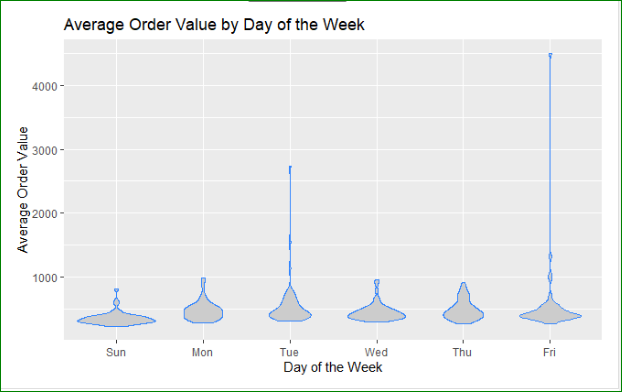 Average Order Value by Day of the Week
Average Order Value
4000
3000
2000
1000
Sun Mon Tue Wed Thu Fri
Day of the Week